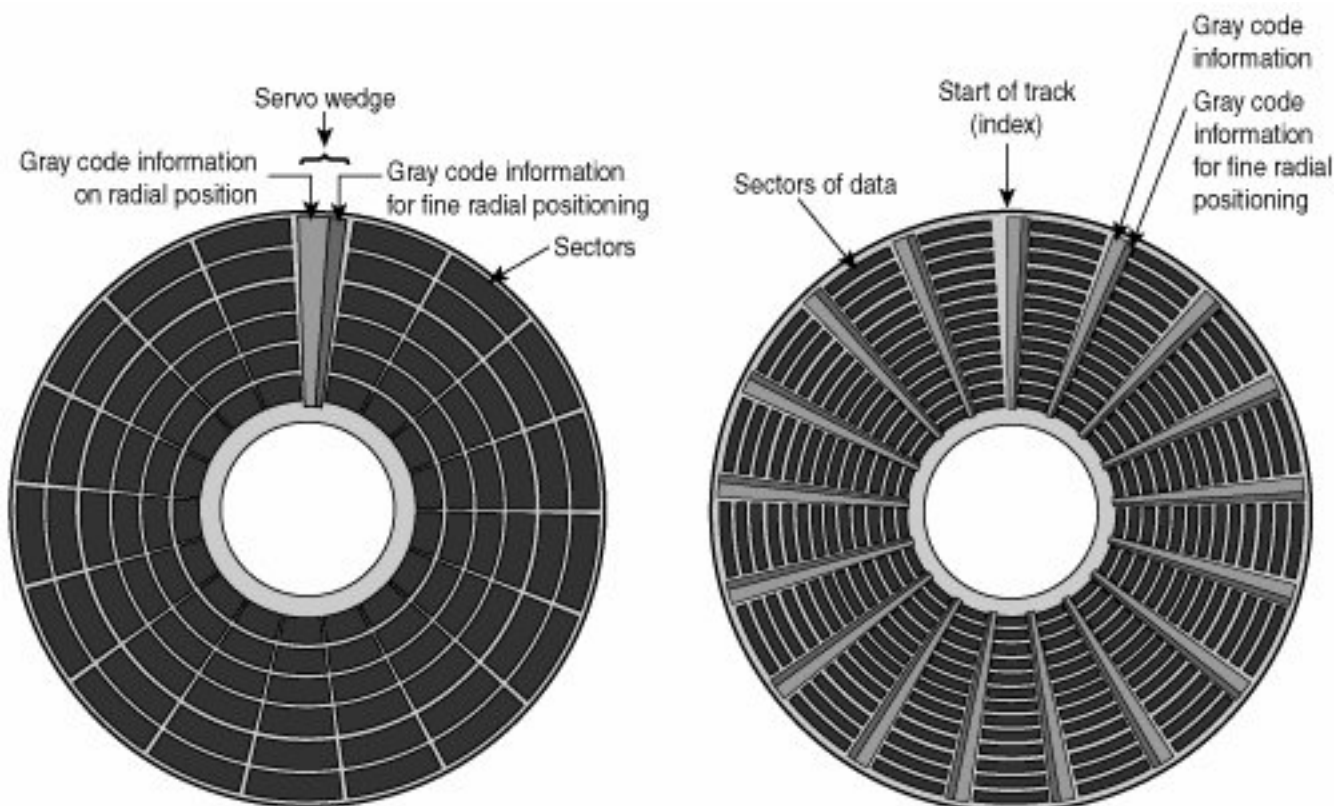 Servo wedge
Gray code information
on radial position
Gray code information
for fine radial positioning
Sectors
Start of track
(index)
Sectors of data
Gray code
information
Gray code
information
for fine radial
positioning